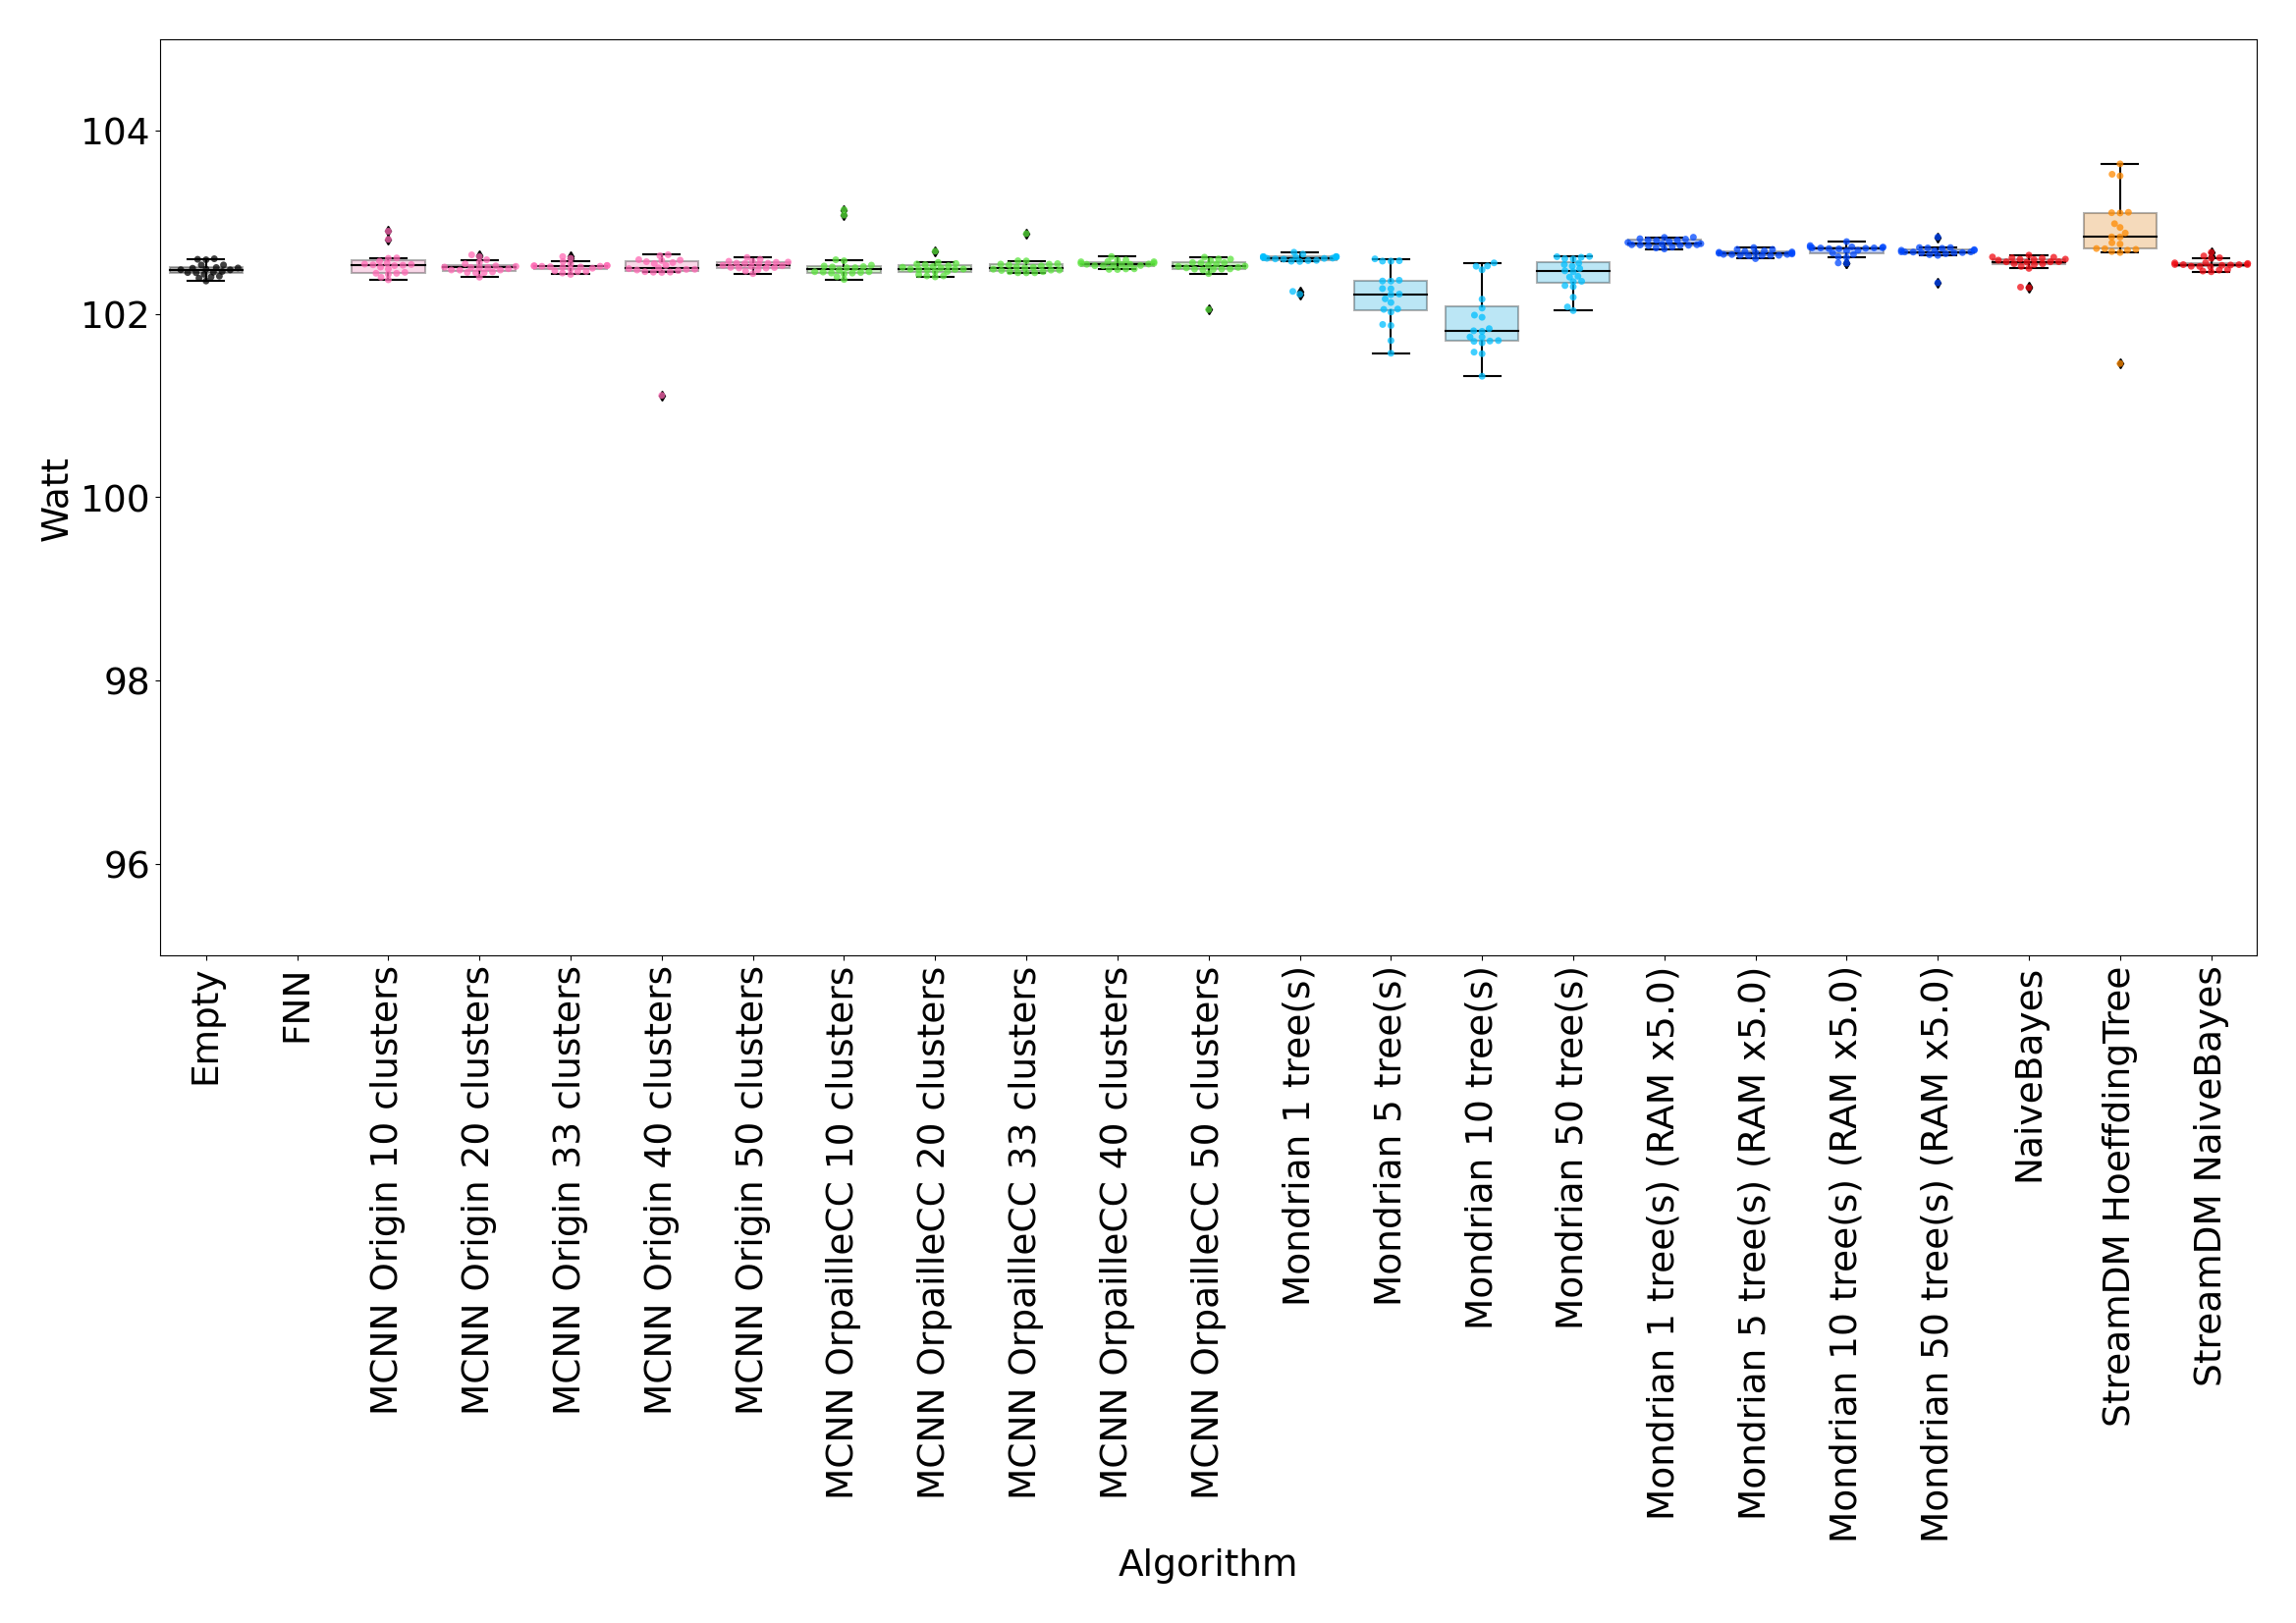 104
102
100
98
96
Watt
Empty
FNN
MCNN Origin 10 clusters
MCNN Origin 20 clusters
MCNN Origin 33 clusters
MCNN Origin 40 clusters
MCNN Origin 50 clusters
MCNN OrpailleCC 10 clusters
MCNN OrpailleCC 20 clusters
MCNN OrpailleCC 33 clusters
MCNN OrpailleCC 40 clusters
MCNN OrpailleCC 50 clusters
Mondrian 1 tree(s)
Mondrian 5 tree(s)
Mondrian 10 tree(s)
Mondrian 50 tree(s)
Mondrian 1 tree(s) (RAM x5.0)
Mondrian 5 tree(s) (RAM x5.0)
Mondrian 10 tree(s) (RAM x5.0)
Mondrian 50 tree(s) (RAM x5.0)
NaiveBayes
StreamDM HoeffdingTree
StreamDM NaiveBayes
Algorithm